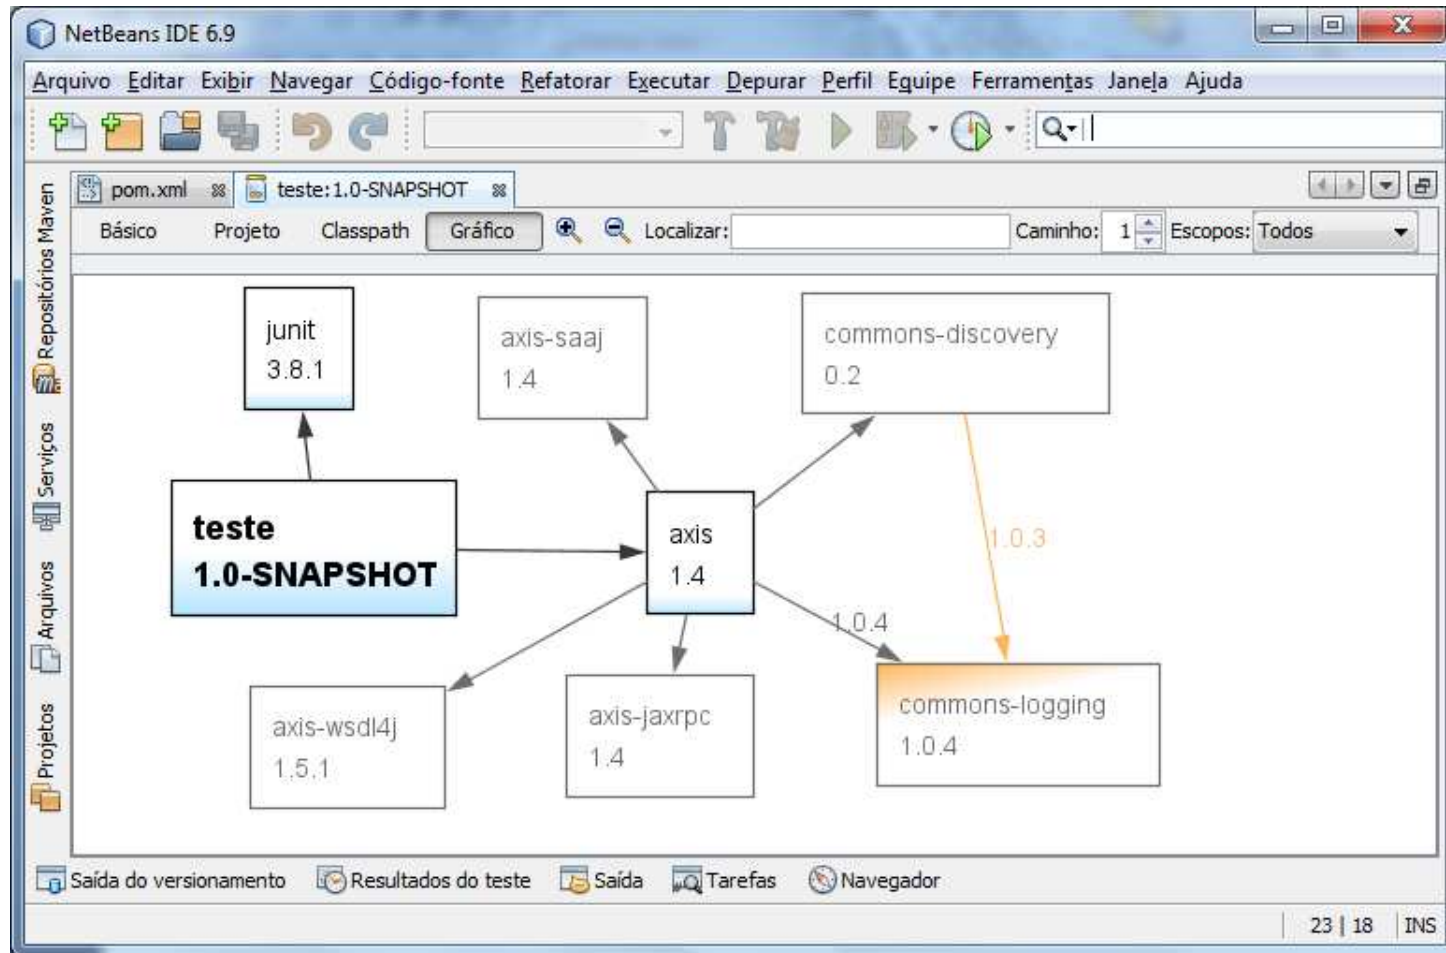 NetBeans IDE 6.9
Arquivo Editar Exibir Navegar Código-fonte Refatorar Executar Depurar Perfil Equipe Ferramentas Janela Ajuda
pom.xml teste:1.0-SNAPSHOT
Básico Projeto Classpath Gráfico Localizar: Caminho: 1 Escopos: Todos
Repositórios Maven
Serviços
Arquivos
Projetos
junit
3.8.1
axis-saaj
1.4
commons-discovery
0.2
teste
1.0-SNAPSHOT
axis
1.4
1.0.3
1.0.4
axis-wsdl4j
1.5.1
axis-jaxrpc
1.4
commons-logging
1.0.4
Saída do versionamento Resultados do teste Saída Tarefas Navegador
23 | 18 INS